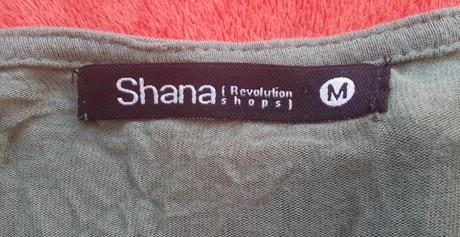 Shana [ Revolution
shops ]
M